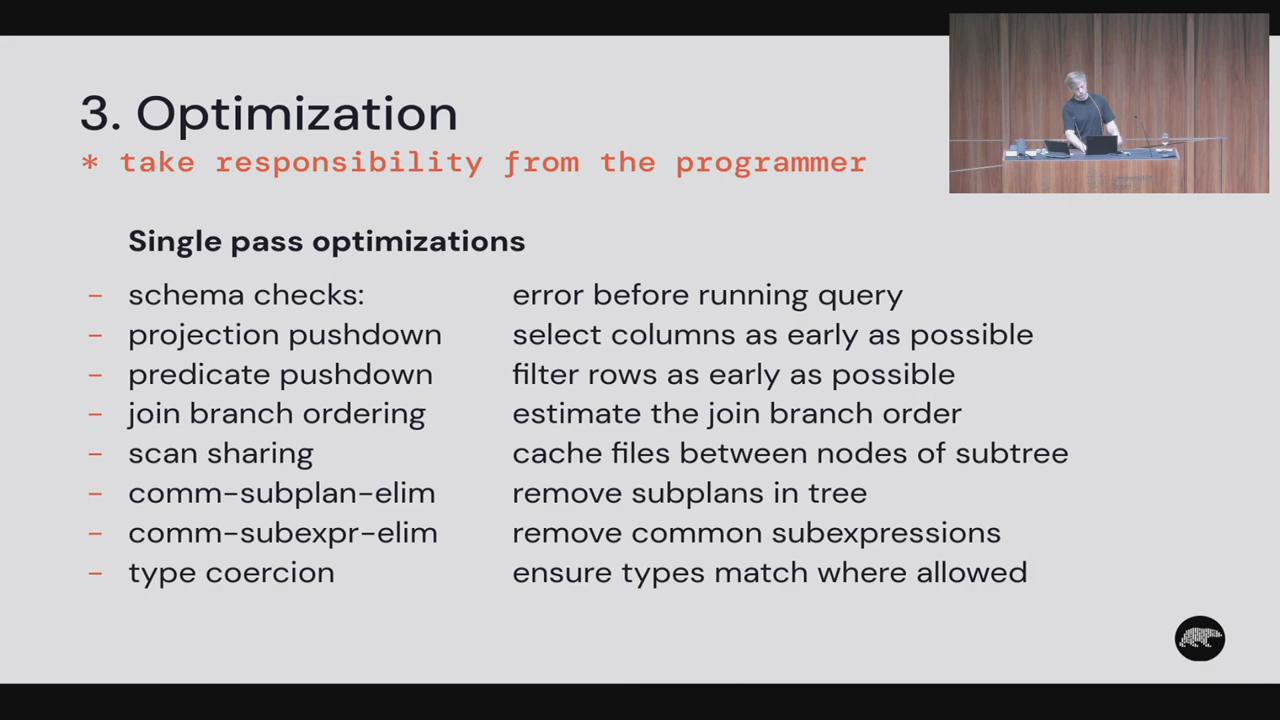 3. Optimization
* take responsibility from the programmer
Single pass optimizations
- schema checks: error before running query
- projection pushdown select columns as early as possible
- predicate pushdown filter rows as early as possible
- join branch ordering estimate the join branch order
- scan sharing cache files between nodes of subtree
- comm-subplan-elim remove subplans in tree
- comm-subexpr-elim remove common subexpressions
- type coercion ensure types match where allowed